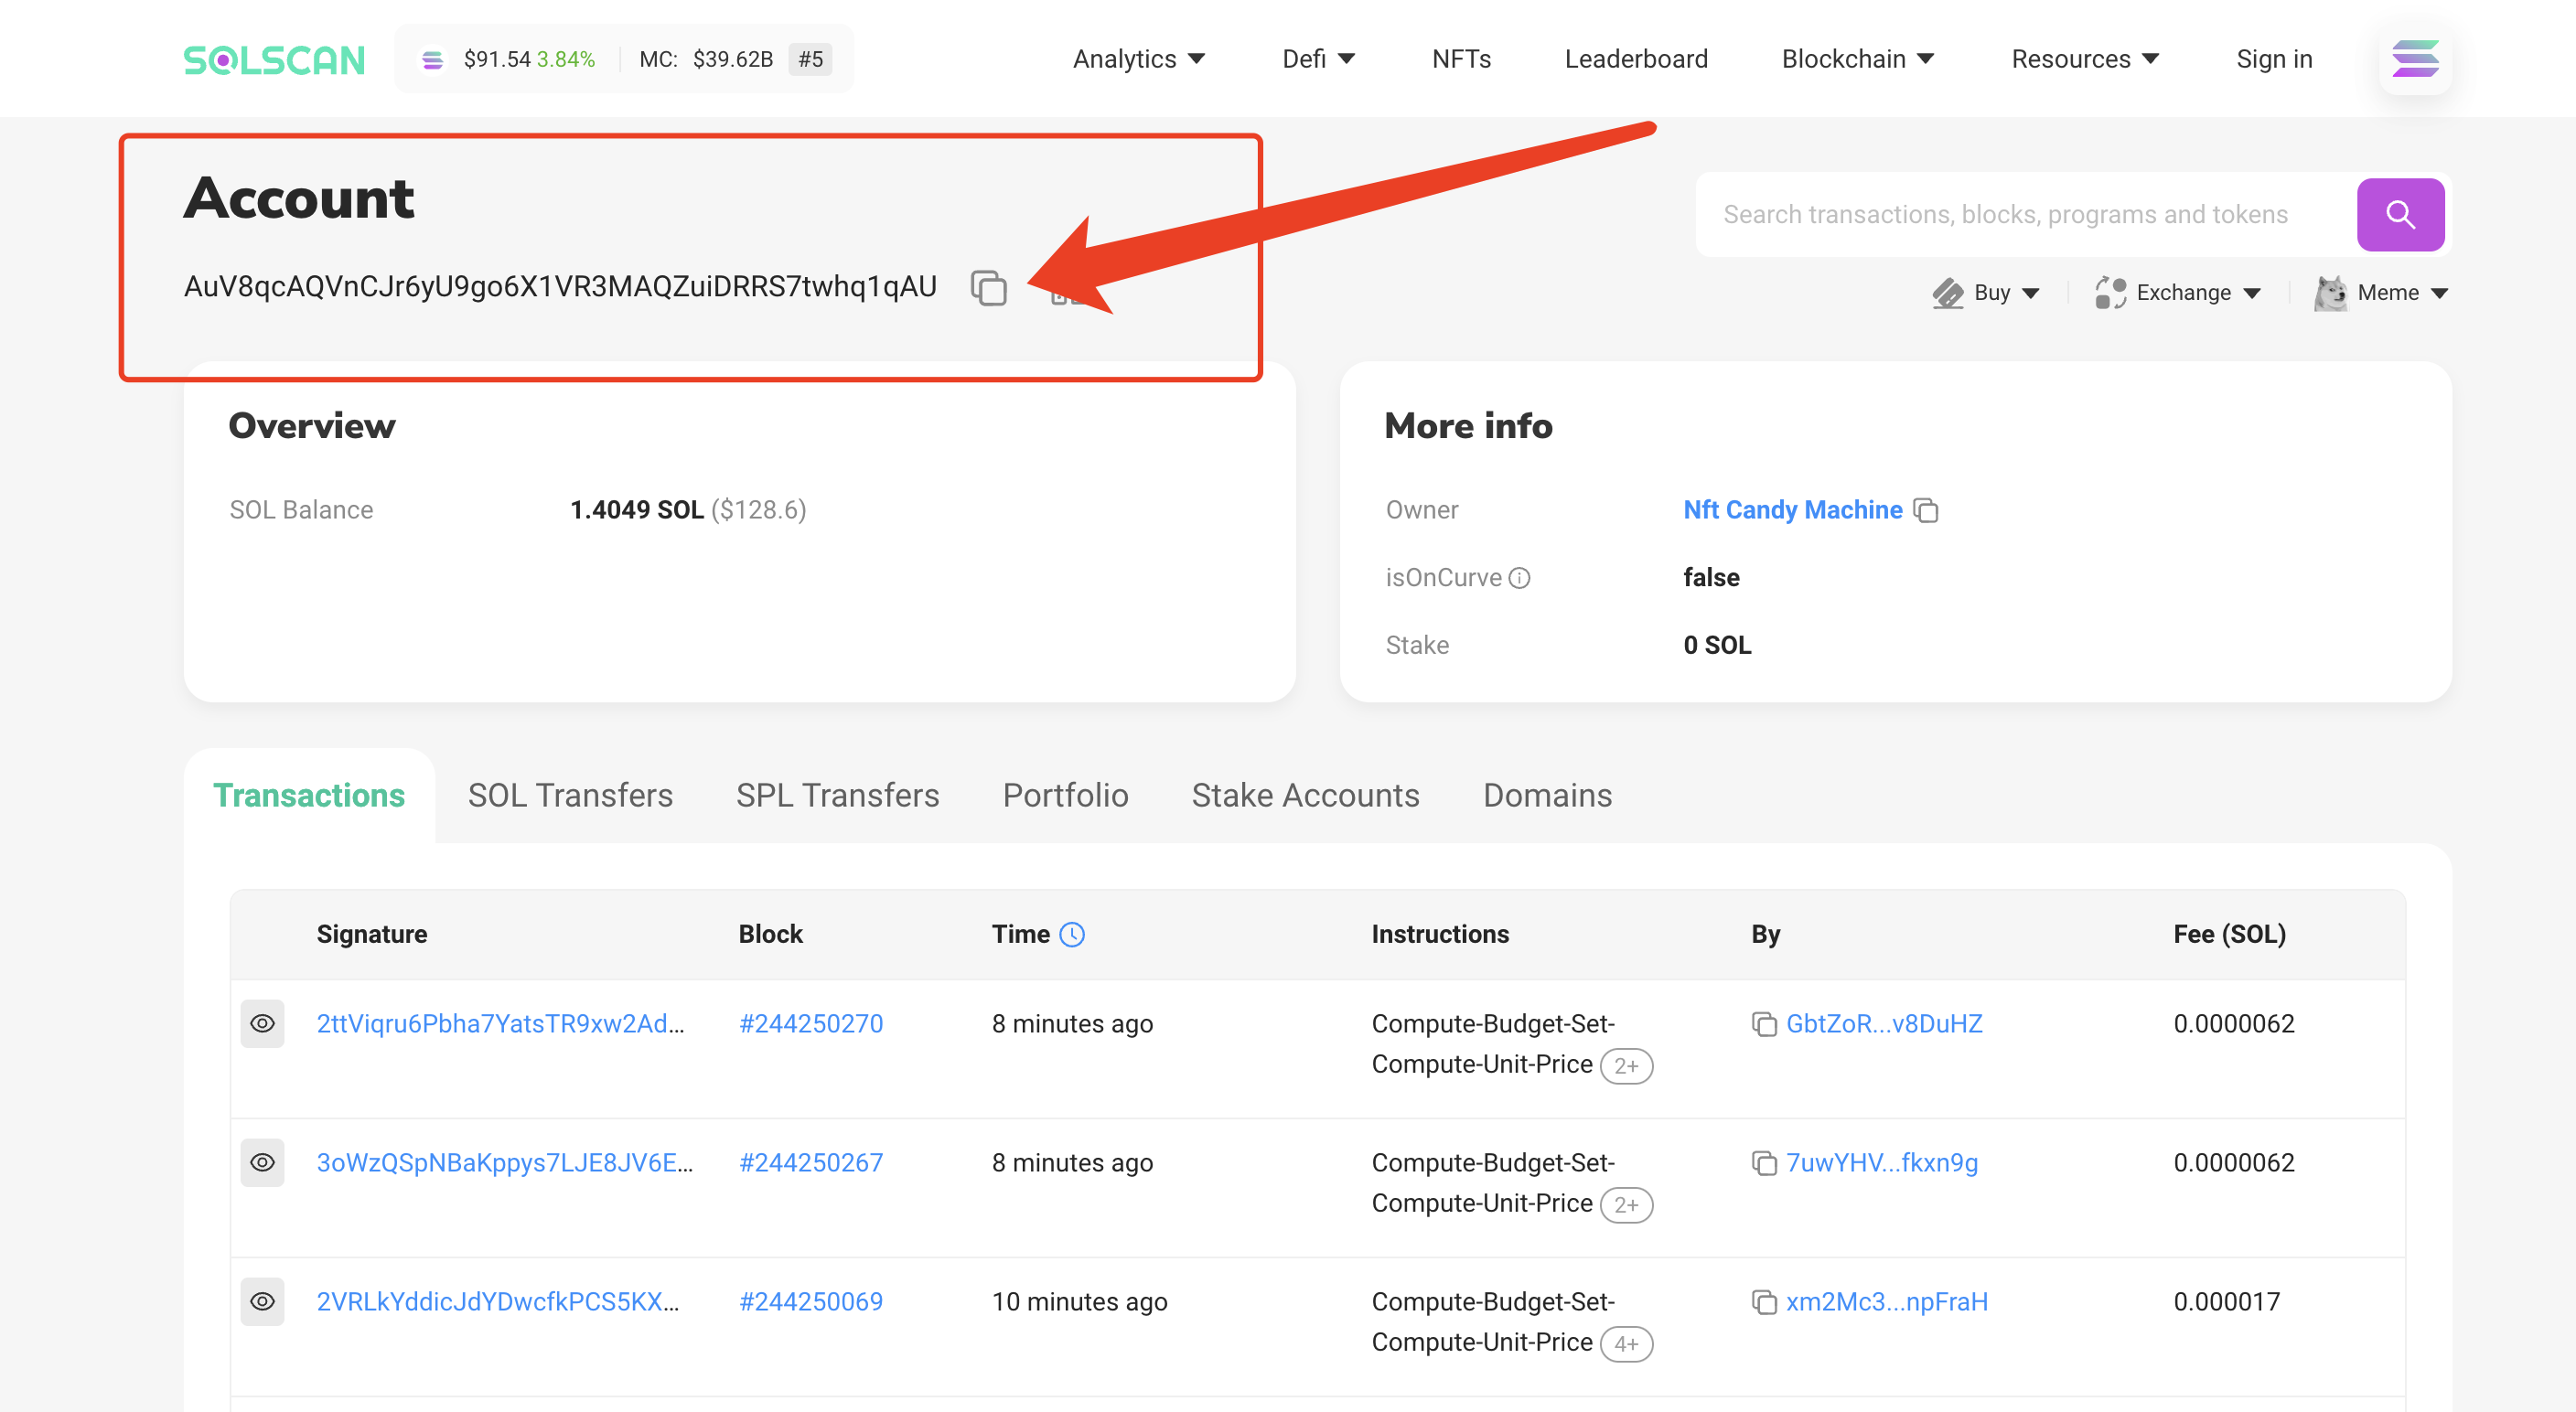 SOLSCAN $91.54 3.84% MC: $39.62B #5 Analytics Defi NFTs Leaderboard Blockchain Resources Sign in
Account
Search transactions, blocks, programs and tokens
AuV8qcAQVnCJr6yU9go6X1VR3MAQZuiDRRS7twhq1qAU
Buy Exchange Meme
Overview
SOL Balance 1.4049 SOL ($128.6)
More info
Owner Nft Candy Machine
isOnCurve false
Stake 0 SOL
Transactions SOL Transfers SPL Transfers Portfolio Stake Accounts Domains
Signature Block Time Instructions By Fee (SOL)
2ttViqru6Pbha7YatsTR9xw2Ad... #244250270 8 minutes ago Compute-Budget-Set- GbtZoR...v8DuHZ 0.0000062
Compute-Unit-Price 2+
3oWzQSpNBaKppys7LJE8JV6E... #244250267 8 minutes ago Compute-Budget-Set- 7uwYHV...fkxn9g 0.0000062
Compute-Unit-Price 2+
2VRLkYddicJdYDwcfkPCS5KX... #244250069 10 minutes ago Compute-Budget-Set- xm2Mc3...npFraH 0.000017
Compute-Unit-Price 4+